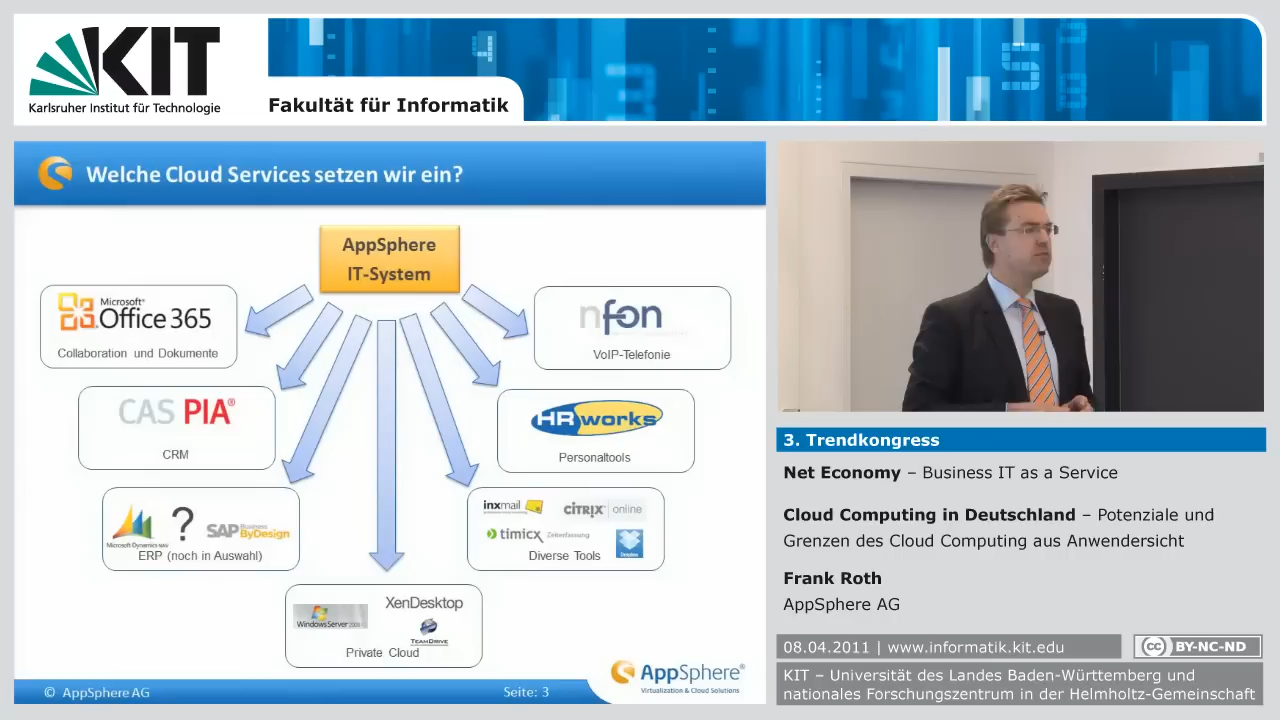 KIT
Karlsruher Institut für Technologie
Fakultät für Informatik
Welche Cloud Services setzen wir ein?
AppSphere
IT-System
Microsoft®
Office 365
Collaboration und Dokumente
nfon
VoIP-Telefonie
CAS PIA®
CRM
HRworks
Personaltools
Microsoft Dynamics NAV
?
SAP Business
ByDesign
ERP (noch in Auswahl)
inxmail
CITRIX® online
timicx Zeiterfassung
Dropbox
Diverse Tools
Windows Server 2008
XenDesktop
TEAMDRIVE
Private Cloud
AppSphere®
Virtualization & Cloud Solutions
© AppSphere AG
Seite: 3
3. Trendkongress
Net Economy – Business IT as a Service
Cloud Computing in Deutschland – Potenziale und
Grenzen des Cloud Computing aus Anwendersicht
Frank Roth
AppSphere AG
08.04.2011 | www.informatik.kit.edu
cc BY-NC-ND
KIT – Universität des Landes Baden-Württemberg und
nationales Forschungszentrum in der Helmholtz-Gemeinschaft